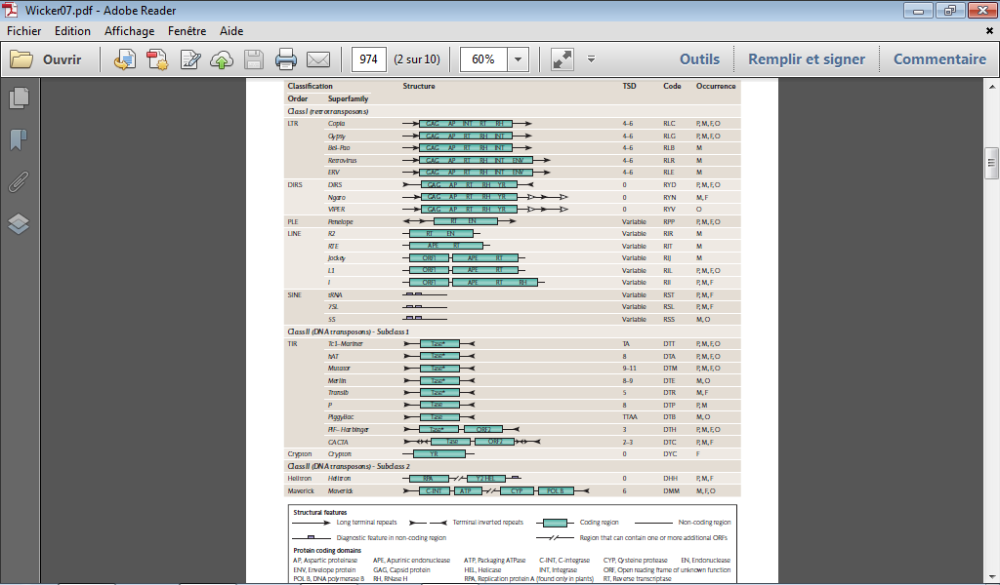 Wicker07.pdf - Adobe Reader
Fichier Edition Affichage Fenêtre Aide
Ouvrir 974 (2 sur 10) 60% Outils Remplir et signer Commentaire
Classification Structure TSD Code Occurrence
Order Superfamily
Class I (retrotransposons)
LTR Copia GAG AP INT RT RH 4–6 RLC P, M, F, O
Gypsy GAG AP RT RH INT 4–6 RLG P, M, F, O
Bel–Pao GAG AP RT RH INT 4–6 RLB M
Retrovirus GAG AP RT RH INT ENV 4–6 RLR M
ERV GAG AP RT RH INT ENV 4–6 RLE M
DIRS DIRS GAG AP RT RH YR 0 RYD P, M, F, O
Ngaro GAG AP RT RH YR 0 RYN M, F
VIPER GAG AP RT RH YR 0 RYV O
PLE Penelope RT EN Variable RPP P, M, F, O
LINE R2 RT EN Variable RIR M
RTE APE RT Variable RIT M
Jockey ORF1 APE RT Variable RIJ M
L1 ORF1 APE RT Variable RIL P, M, F, O
I ORF1 APE RT RH Variable RII P, M, F
SINE tRNA Variable RST P, M, F
7SL Variable RSL P, M, F
5S Variable RSS M, O
Class II (DNA transposons) - Subclass 1
TIR Tc1–Mariner Tase* TA DTT P, M, F, O
hAT Tase* 8 DTA P, M, F, O
Mutator Tase* 9–11 DTM P, M, F, O
Merlin Tase* 8–9 DTE M, O
Transib Tase* 5 DTR M, F
P Tase 8 DTP P, M
PiggyBac Tase TTAA DTB M, O
PIF– Harbinger Tase* ORF2 3 DTH P, M, F, O
CACTA Tase ORF2 2–3 DTC P, M, F
Crypton Crypton YR 0 DYC F
Class II (DNA transposons) - Subclass 2
Helitron Helitron RPA Y2 HEL 0 DHH P, M, F
Maverick Maverick C-INT ATP CYP POL B 6 DMM M, F, O
Structural features
Long terminal repeats Terminal inverted repeats Coding region Non-coding region
Diagnostic feature in non-coding region Region that can contain one or more additional ORFs
Protein coding domains
AP, Aspartic proteinase APE, Apurinic endonuclease ATP, Packaging ATPase C-INT, C-integrase CYP, Cysteine protease EN, Endonuclease
ENV, Envelope protein GAG, Capsid protein HEL, Helicase INT, Integrase ORF, Open reading frame of unknown function
POL B, DNA polymerase B RH, RNase H RPA, Replication protein A (found only in plants) RT, Reverse transcriptase